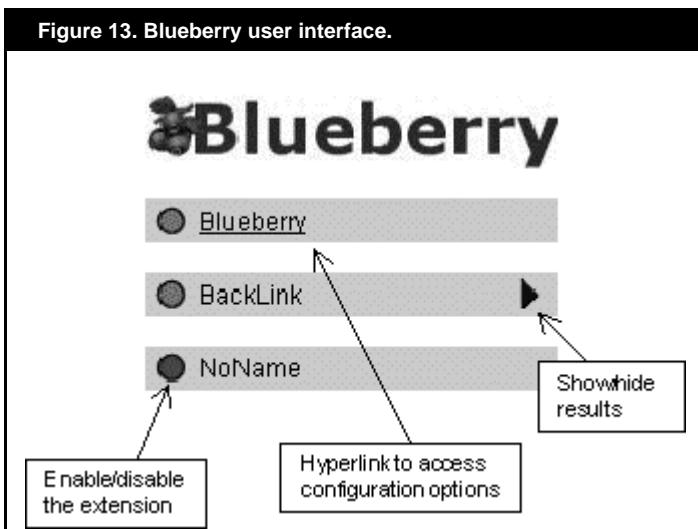 Figure 13. Blueberry user interface.
Blueberry
Blueberry
BackLink
NoName
Show/hide
results
Enable/disable
the extension
Hyperlink to access
configuration options